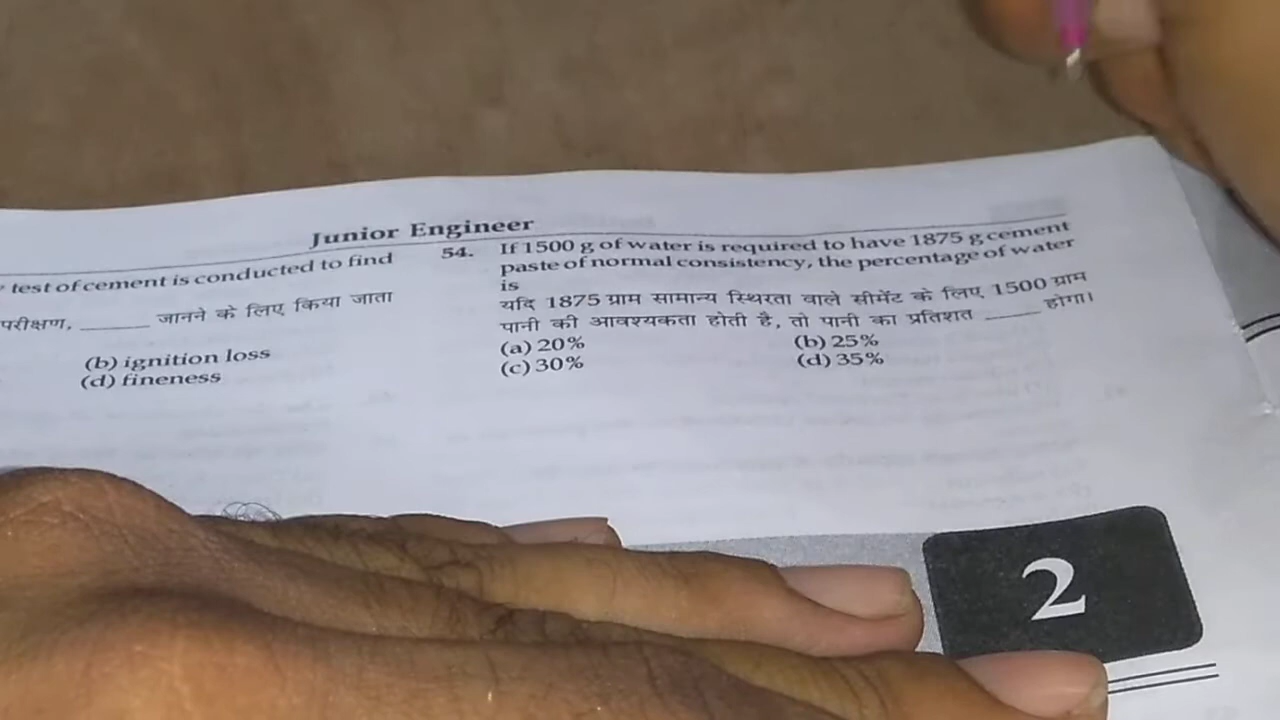 Junior Engineer
test of cement is conducted to find
परीक्षण, ______ जानने के लिए किया जाता
(b) ignition loss
(d) fineness
54. If 1500 g of water is required to have 1875 g cement
paste of normal consistency, the percentage of water
is
यदि 1875 ग्राम सामान्य स्थिरता वाले सीमेंट के लिए 1500 ग्राम
पानी की आवश्यकता होती है, तो पानी का प्रतिशत ______ होगा।
(a) 20% (b) 25%
(c) 30% (d) 35%
2